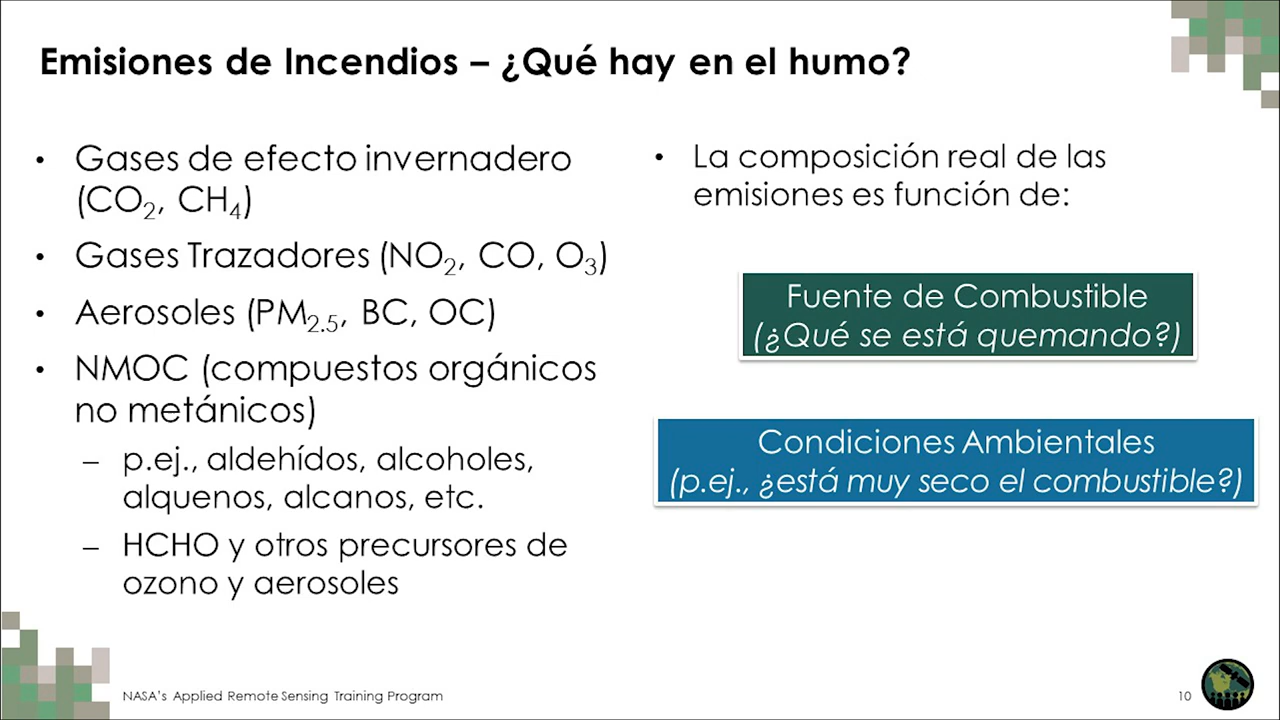 Emisiones de Incendios – ¿Qué hay en el humo?
• Gases de efecto invernadero
(CO₂, CH₄)
• Gases Trazadores (NO₂, CO, O₃)
• Aerosoles (PM₂.₅, BC, OC)
• NMOC (compuestos orgánicos
no metánicos)
– p.ej., aldehídos, alcoholes,
alquenos, alcanos, etc.
– HCHO y otros precursores de
ozono y aerosoles
• La composición real de las
emisiones es función de:
Fuente de Combustible
(¿Qué se está quemando?)
Condiciones Ambientales
(p.ej., ¿está muy seco el combustible?)
NASA's Applied Remote Sensing Training Program
10